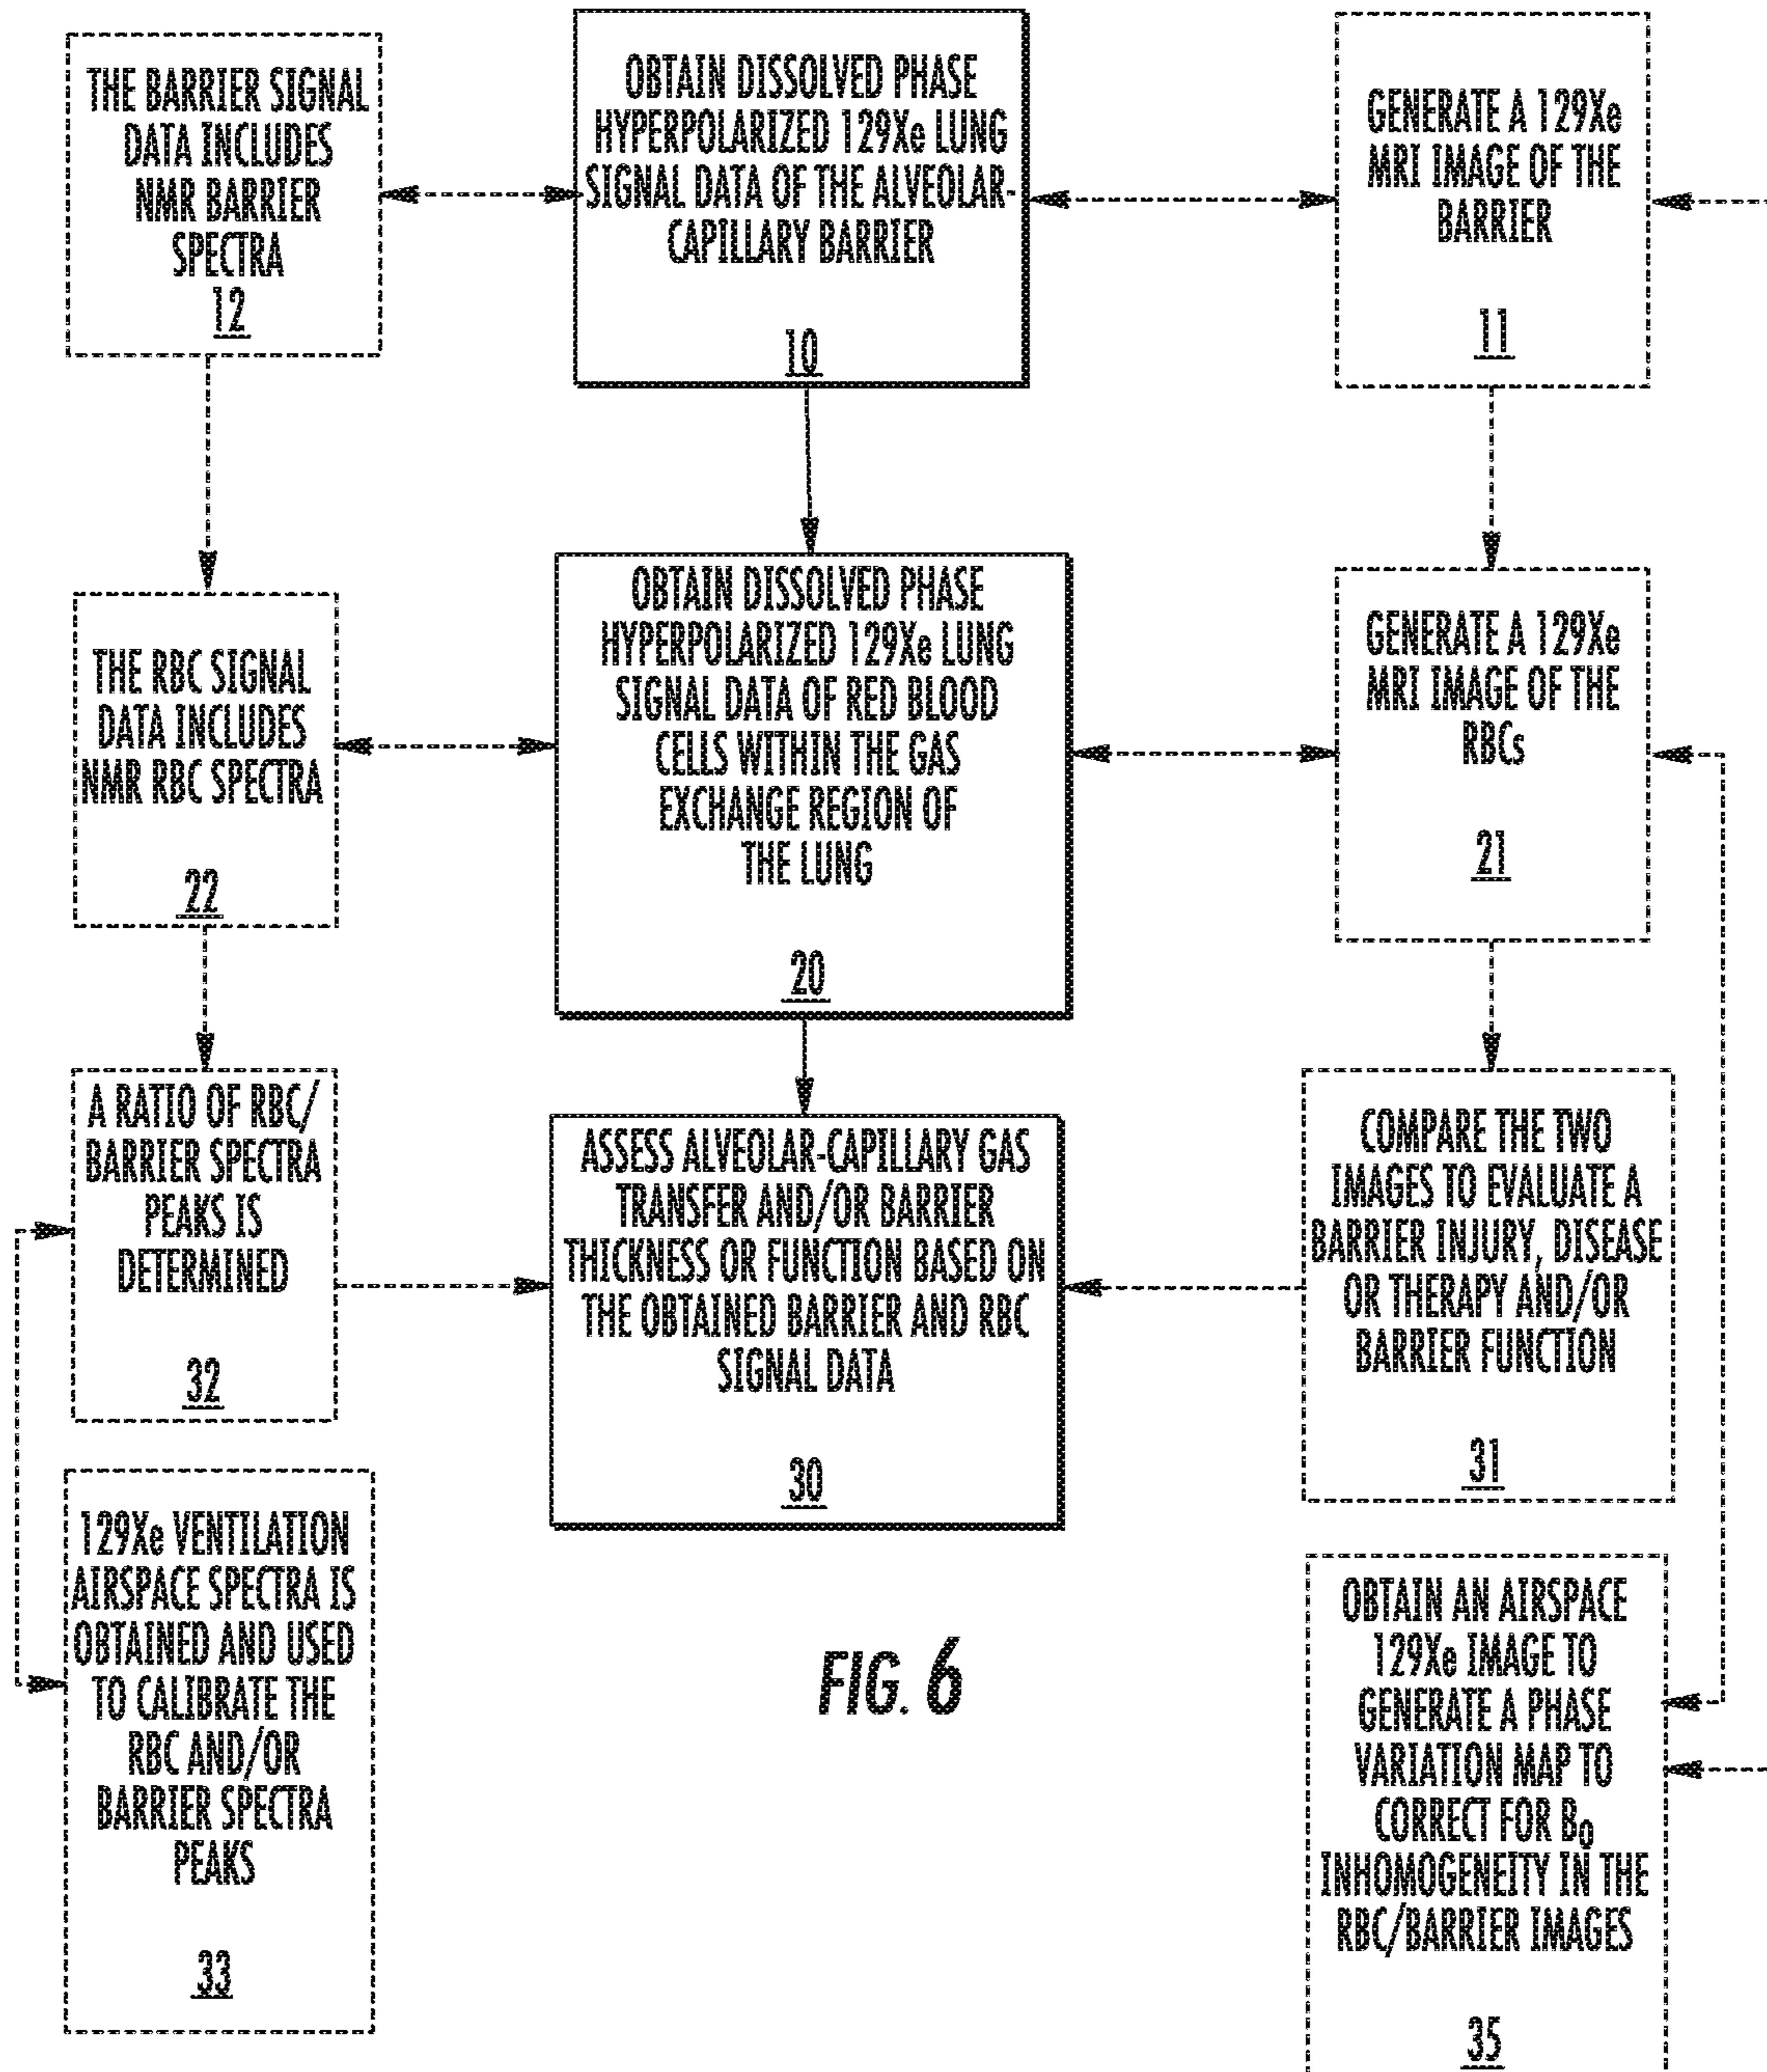 THE BARRIER SIGNAL
DATA INCLUDES
NMR BARRIER
SPECTRA
12
OBTAIN DISSOLVED PHASE
HYPERPOLARIZED 129Xe LUNG
SIGNAL DATA OF THE ALVEOLAR-
CAPILLARY BARRIER
10
GENERATE A 129Xe
MRI IMAGE OF THE
BARRIER
11
THE RBC SIGNAL
DATA INCLUDES
NMR RBC SPECTRA
22
OBTAIN DISSOLVED PHASE
HYPERPOLARIZED 129Xe LUNG
SIGNAL DATA OF RED BLOOD
CELLS WITHIN THE GAS
EXCHANGE REGION OF
THE LUNG
20
GENERATE A 129Xe
MRI IMAGE OF THE
RBCs
21
A RATIO OF RBC/
BARRIER SPECTRA
PEAKS IS
DETERMINED
32
ASSESS ALVEOLAR-CAPILLARY GAS
TRANSFER AND/OR BARRIER
THICKNESS OR FUNCTION BASED ON
THE OBTAINED BARRIER AND RBC
SIGNAL DATA
30
COMPARE THE TWO
IMAGES TO EVALUATE A
BARRIER INJURY, DISEASE
OR THERAPY AND/OR
BARRIER FUNCTION
31
129Xe VENTILATION
AIRSPACE SPECTRA IS
OBTAINED AND USED
TO CALIBRATE THE
RBC AND/OR
BARRIER SPECTRA
PEAKS
33
FIG. 6
OBTAIN AN AIRSPACE
129Xe IMAGE TO
GENERATE A PHASE
VARIATION MAP TO
CORRECT FOR B0
INHOMOGENEITY IN THE
RBC/BARRIER IMAGES
35